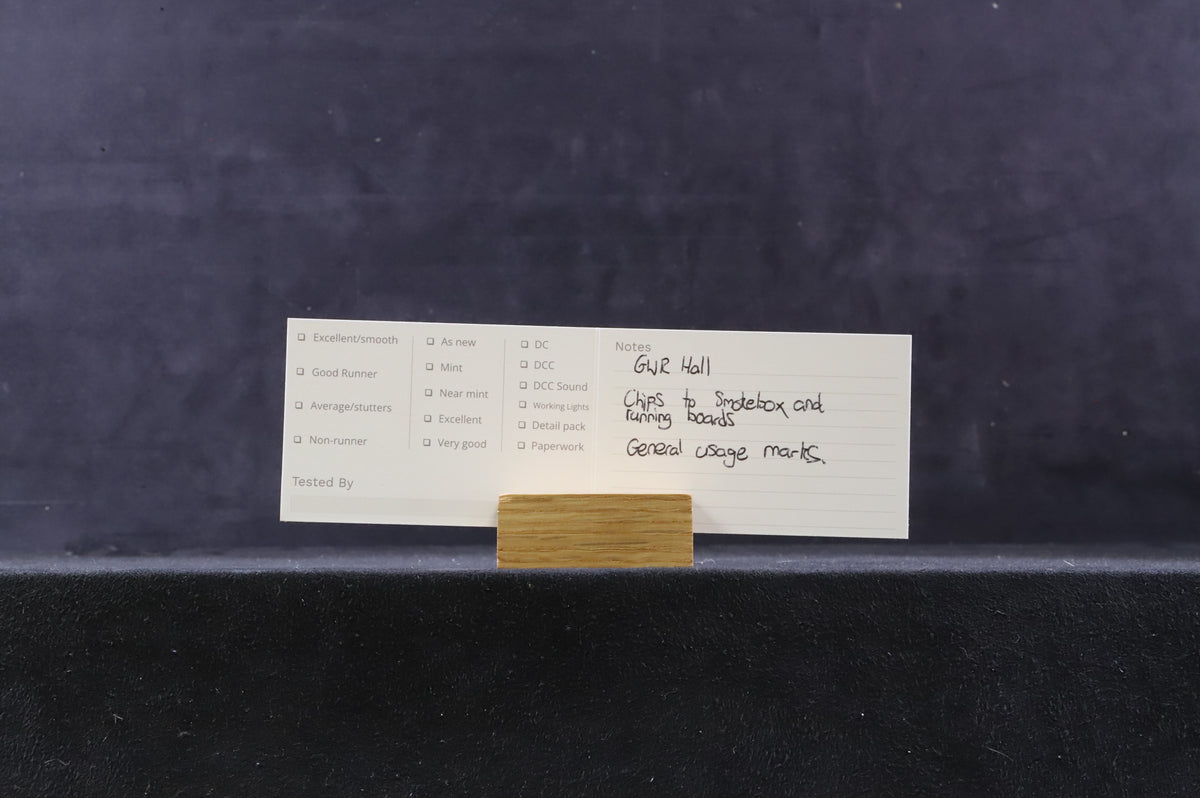 Excellent/smooth
Good Runner
Average/stutters
Non-runner
As new
Mint
Near mint
Excellent
Very good
DC
DCC
DCC Sound
Working Lights
Detail pack
Paperwork
Tested By
Notes
GWR Hall
Chips to Smokebox and
running boards
General usage marks.